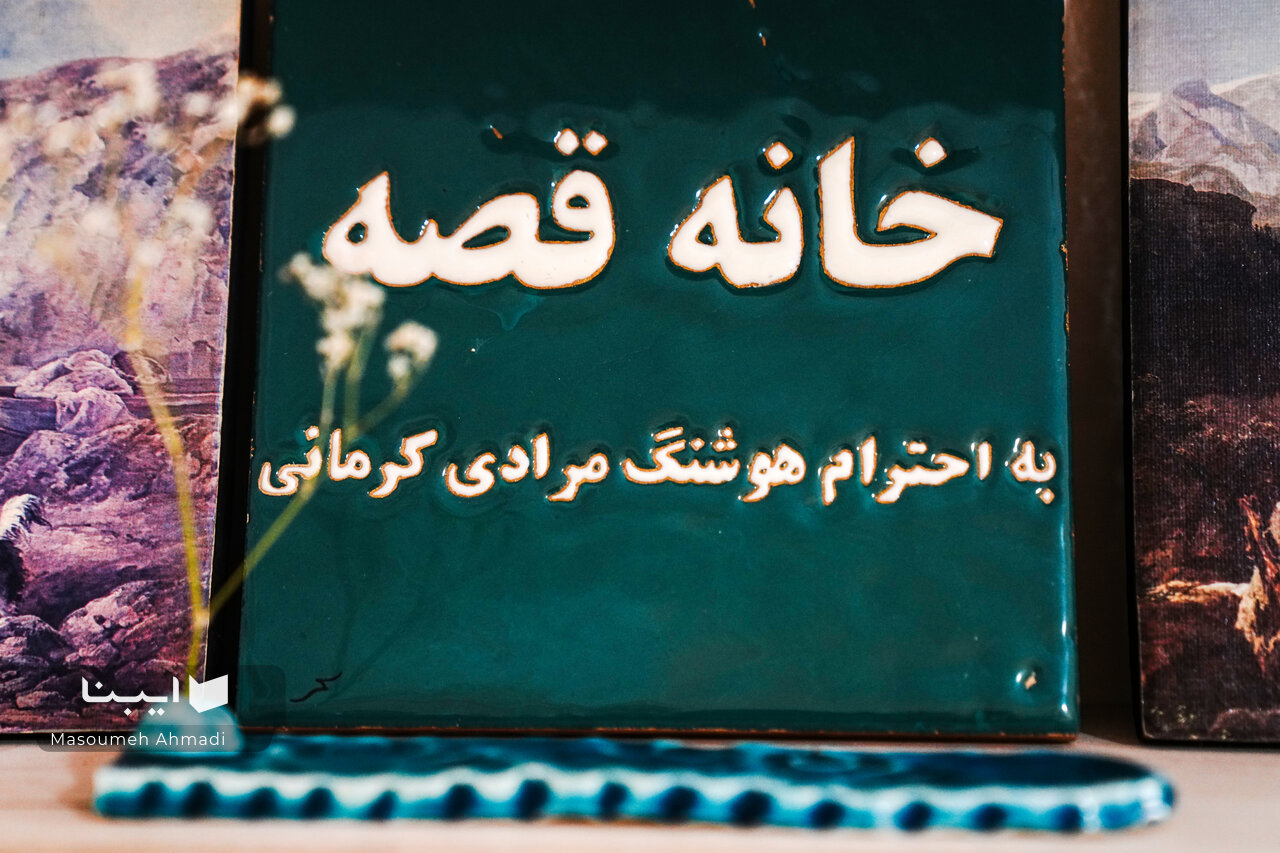 خانه قصه
به احترام هوشنگ مرادی کرمانی
ایبنا
Masoumeh Ahmadi